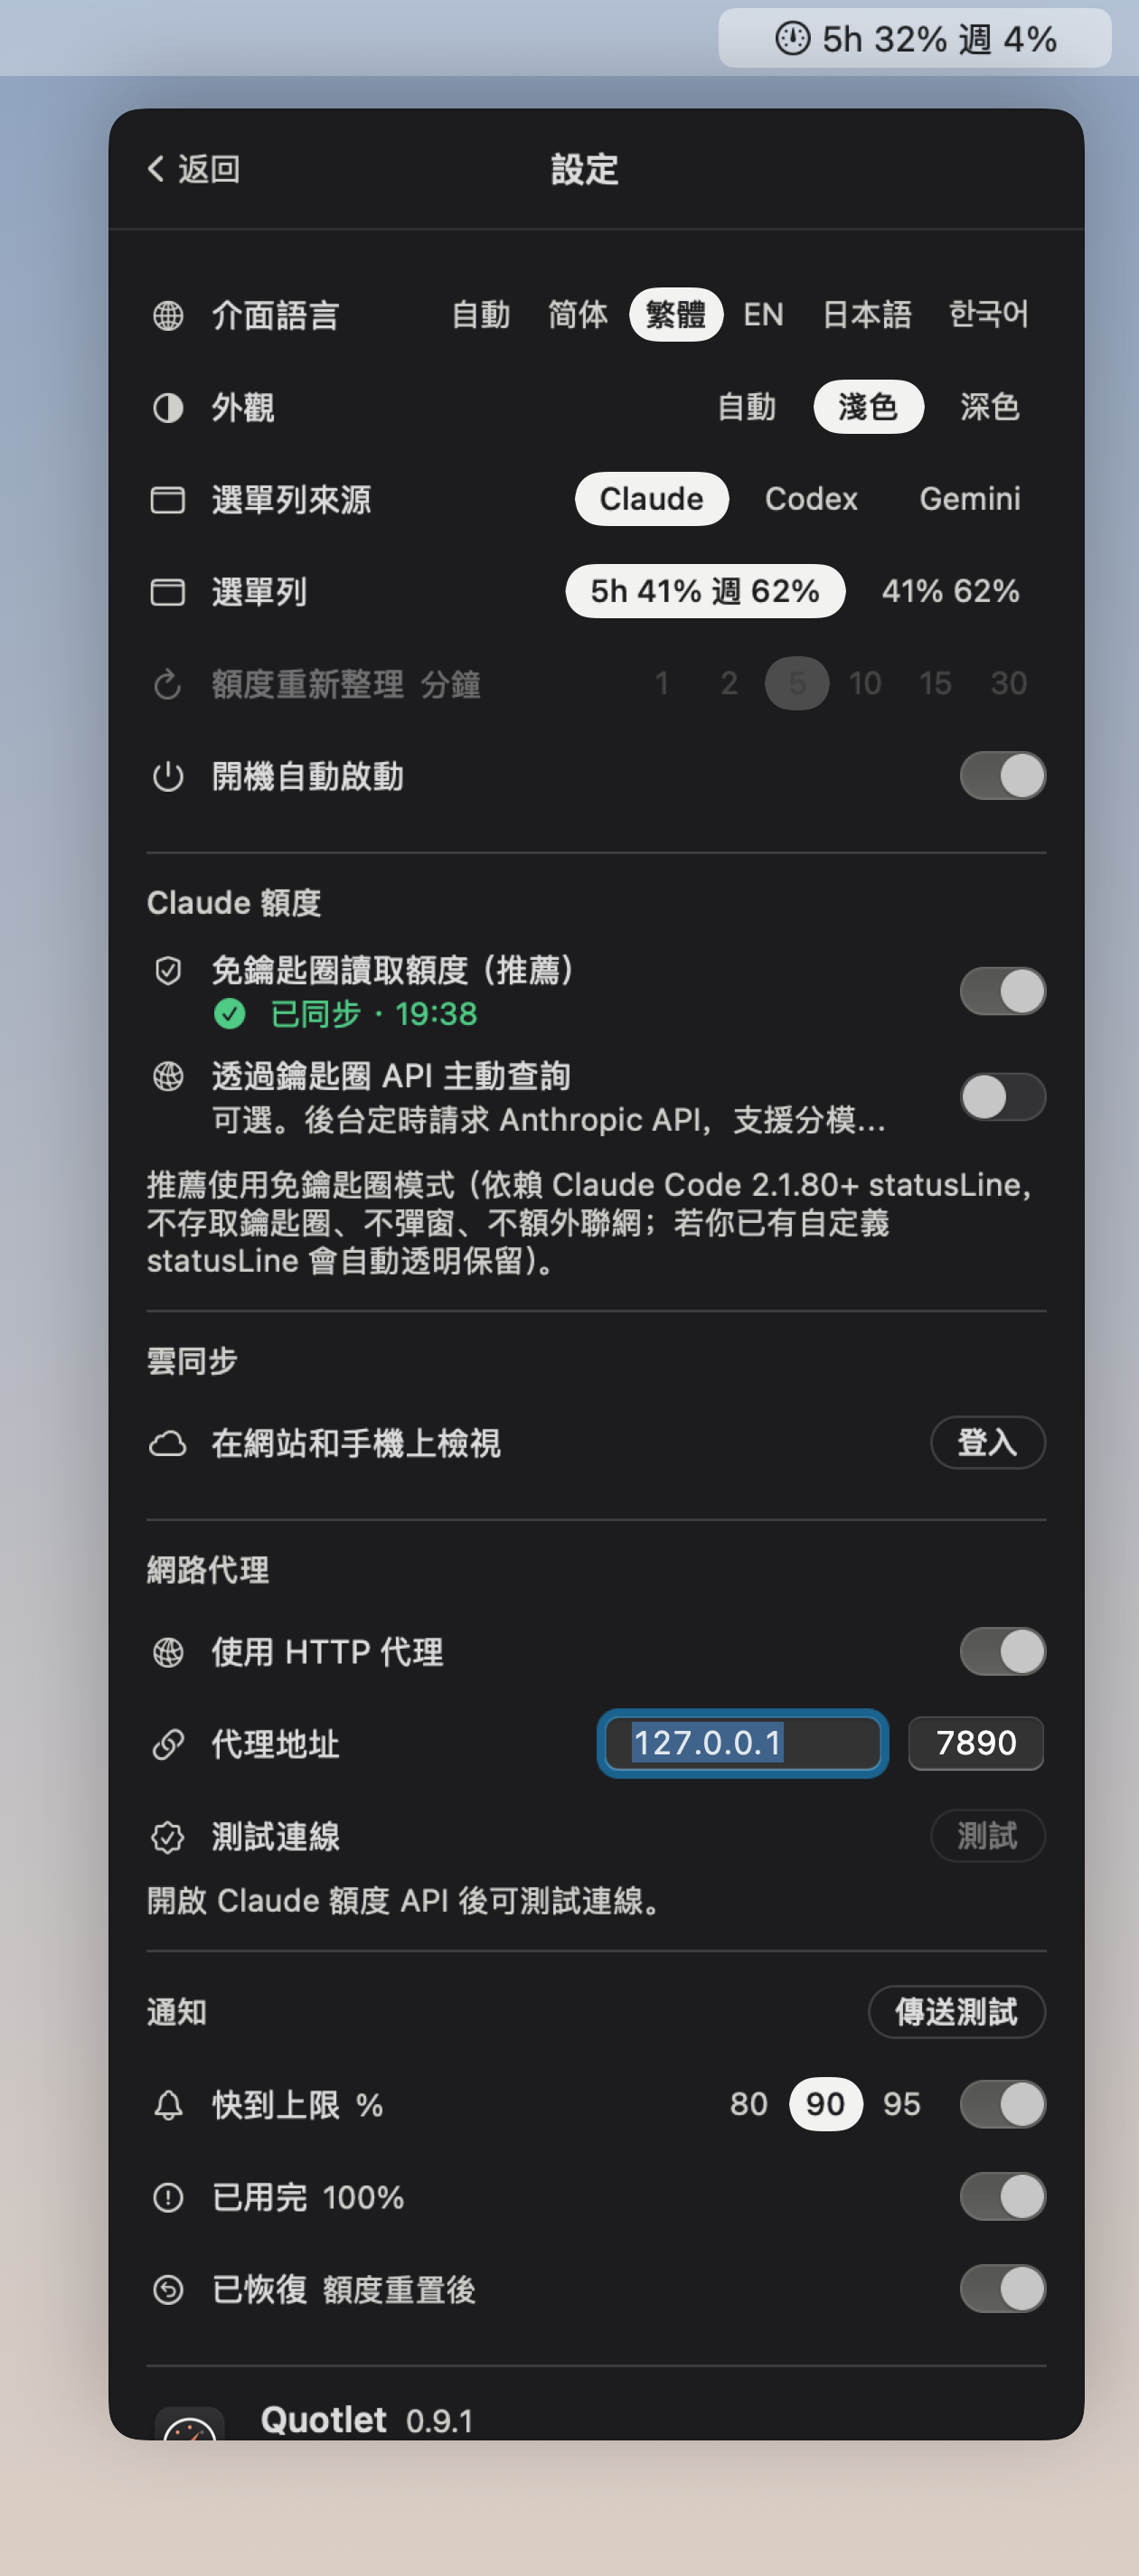 5h 32% 週 4%
返回
設定
介面語言 自動 简体 繁體 EN 日本語 한국어
外觀 自動 淺色 深色
選單列來源 Claude Codex Gemini
選單列 5h 41% 週 62% 41% 62%
額度重新整理 分鐘 1 2 5 10 15 30
開機自動啟動
Claude 額度
免鑰匙圈讀取額度（推薦）
已同步 · 19:38
透過鑰匙圈 API 主動查詢
可選。後台定時請求 Anthropic API，支援分模...
推薦使用免鑰匙圈模式（依賴 Claude Code 2.1.80+ statusLine，
不存取鑰匙圈、不彈窗、不額外聯網；若你已有自定義
statusLine 會自動透明保留）。
雲同步
在網站和手機上檢視 登入
網路代理
使用 HTTP 代理
代理地址 127.0.0.1 7890
測試連線 測試
開啟 Claude 額度 API 後可測試連線。
通知 傳送測試
快到上限 % 80 90 95
已用完 100%
已恢復 額度重置後
Quotlet 0.9.1